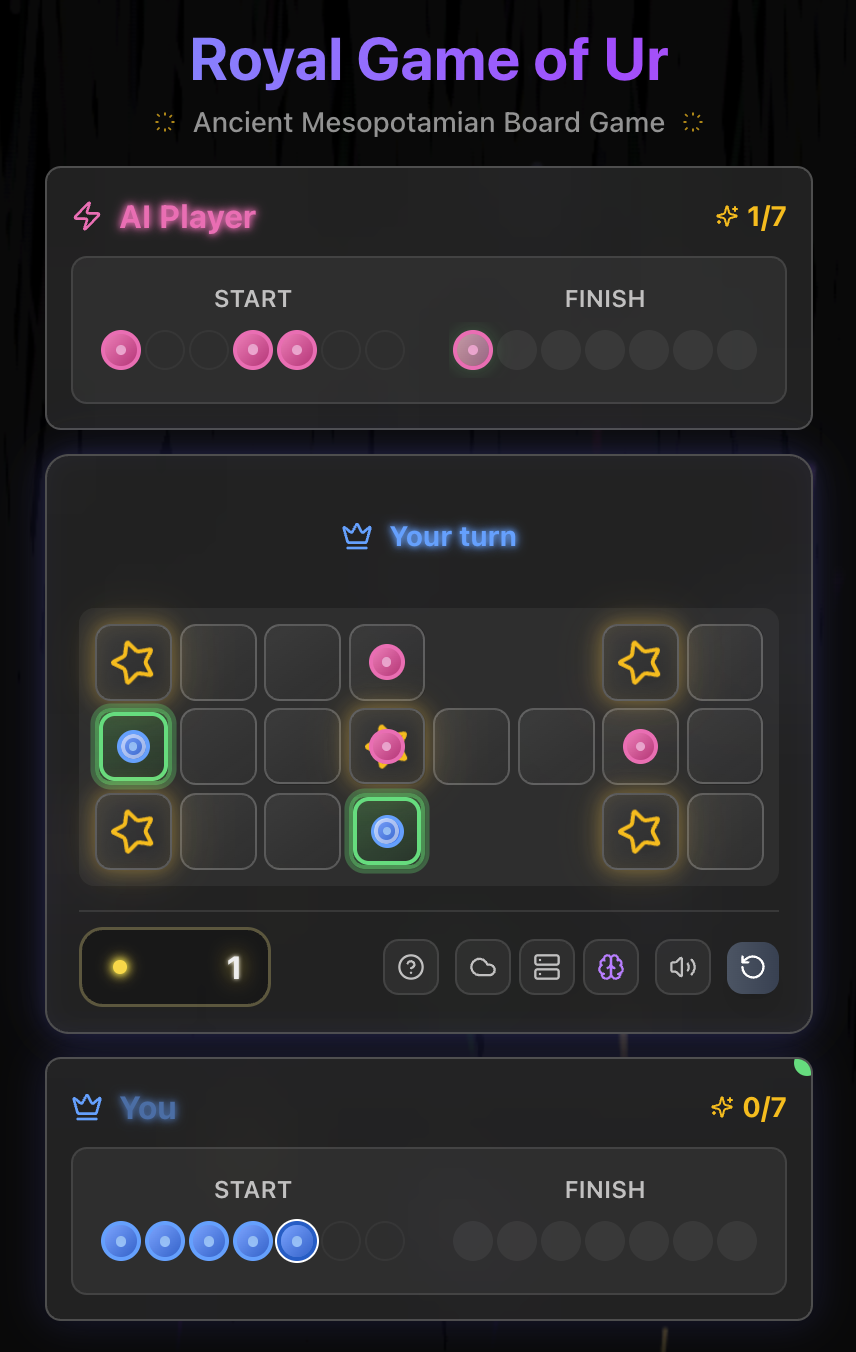 Royal Game of Ur
Ancient Mesopotamian Board Game
AI Player
1/7
START
FINISH
Your turn
1
You
0/7
START
FINISH